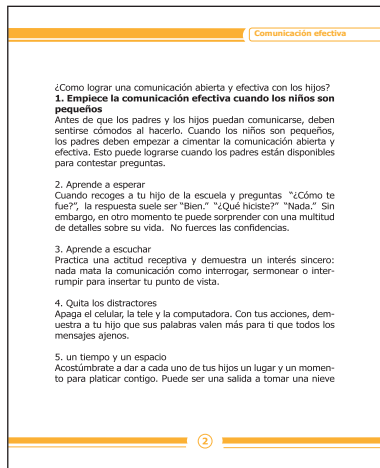 Comunicación efectiva
¿Como lograr una comunicación abierta y efectiva con los hijos?
1. Empiece la comunicación efectiva cuando los niños son
pequeños
Antes de que los padres y los hijos puedan comunicarse, deben
sentirse cómodos al hacerlo. Cuando los niños son pequeños,
los padres deben empezar a cimentar la comunicación abierta y
efectiva. Esto puede lograrse cuando los padres están disponibles
para contestar preguntas.
2. Aprende a esperar
Cuando recoges a tu hijo de la escuela y preguntas "¿Cómo te
fue?", la respuesta suele ser "Bien." "¿Qué hiciste?" "Nada." Sin
embargo, en otro momento te puede sorprender con una multitud
de detalles sobre su vida. No fuerces las confidencias.
3. Aprende a escuchar
Practica una actitud receptiva y demuestra un interés sincero:
nada mata la comunicación como interrogar, sermonear o inter-
rumpir para insertar tu punto de vista.
4. Quita los distractores
Apaga el celular, la tele y la computadora. Con tus acciones, dem-
uestra a tu hijo que sus palabras valen más para ti que todos los
mensajes ajenos.
5. un tiempo y un espacio
Acostúmbrate a dar a cada uno de tus hijos un lugar y un momen-
to para platicar contigo. Puede ser una salida a tomar una nieve
2